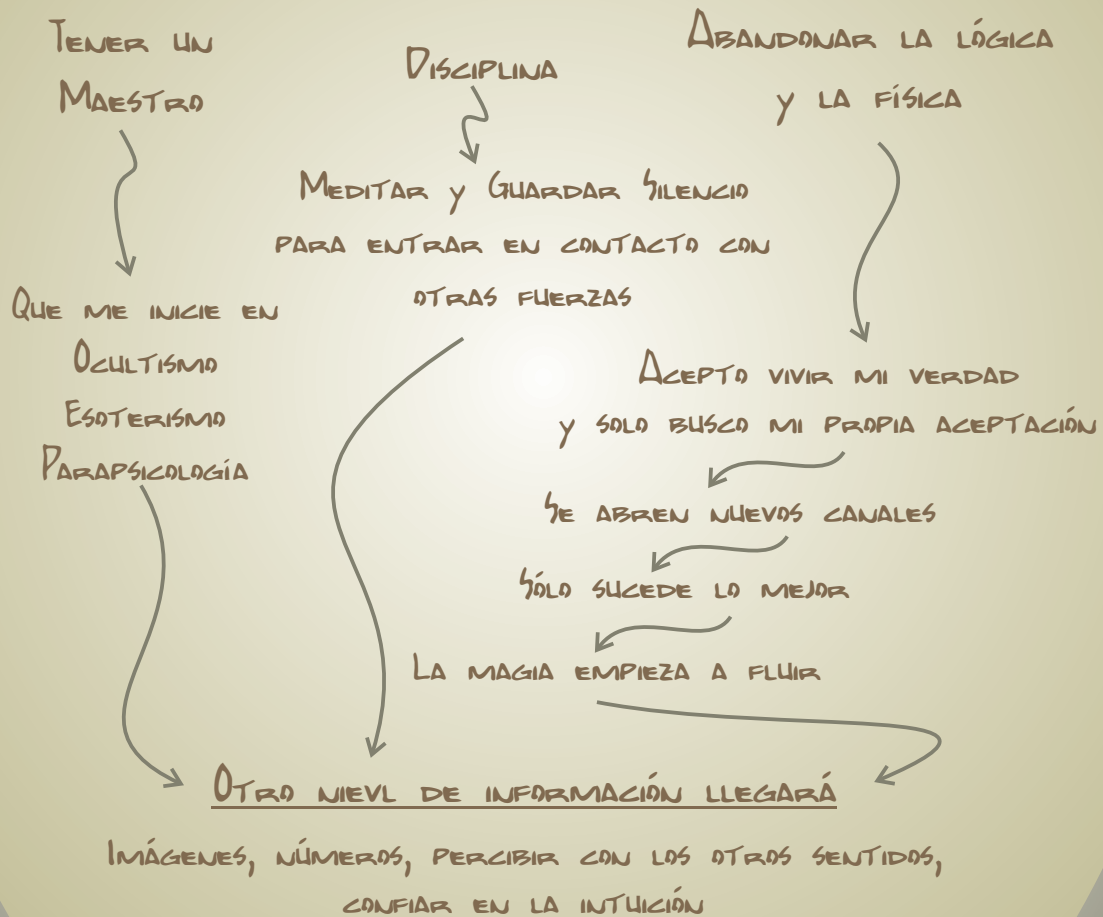 Tener un
Maestro
Que me inicie en
Ocultismo
Esoterismo
Parapsicología
Disciplina
Meditar y Guardar Silencio
para entrar en contacto con
otras fuerzas
Abandonar la lógica
y la física
Acepto vivir mi verdad
y solo busco mi propia aceptación
Se abren nuevos canales
Sólo sucede lo mejor
La magia empieza a fluir
Otro nievl de información llegará
Imágenes, números, percibir con los otros sentidos,
confiar en la intuición